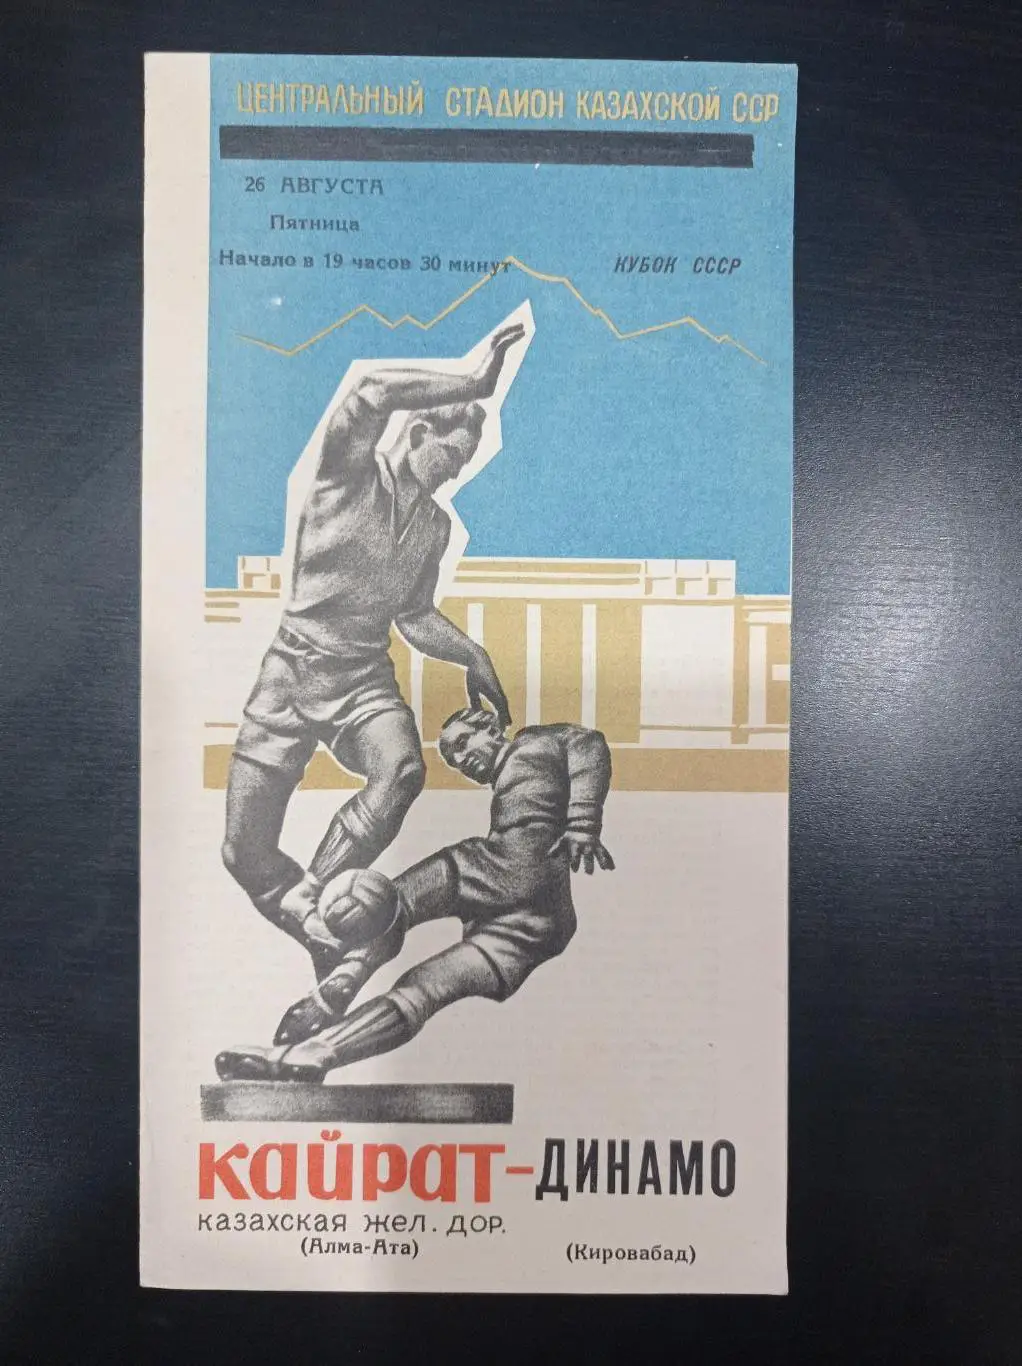 ЦЕНТРАЛЬНЫЙ СТАДИОН КАЗАХСКОЙ ССР
26 АВГУСТА
Пятница
Начало в 19 часов 30 минут
КУБОК СССР
Кайрат-ДИНАМО
казахская жел. дор.
(Алма-Ата)
(Кировабад)